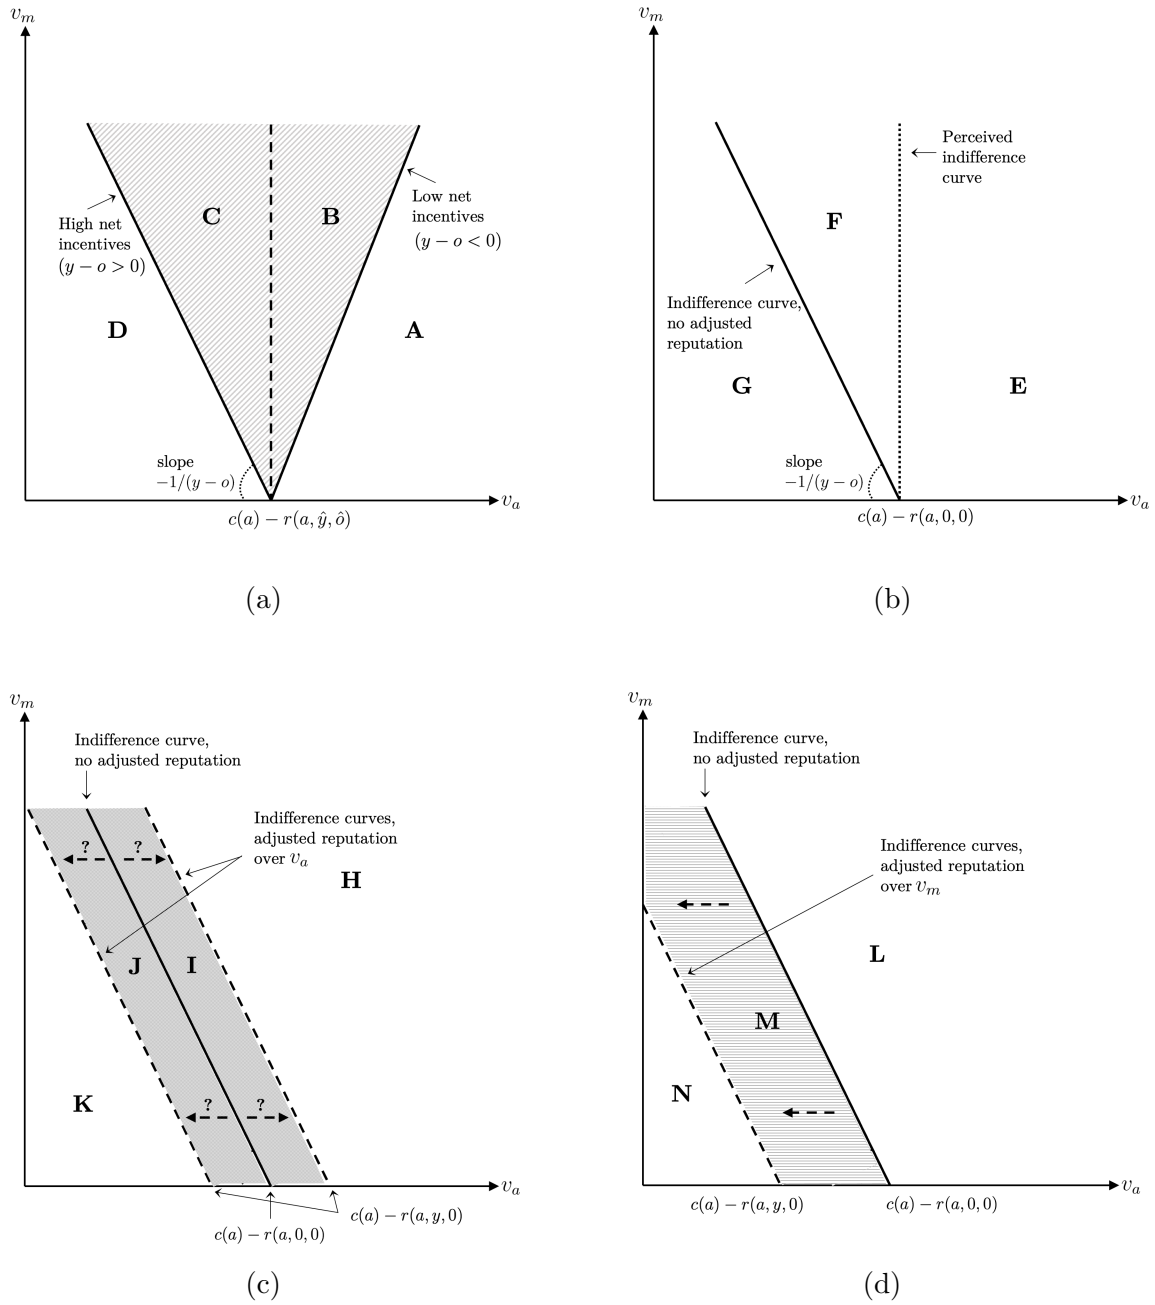 v_m
C
B
High net
incentives
(y − o > 0)
Low net
incentives
(y − o < 0)
D
A
slope
−1/(y − o)
v_a
c(a) − r(a, ŷ, ô)
(a)
v_m
Perceived
indifference
curve
F
Indifference curve,
no adjusted
reputation
G
E
slope
−1/(y − o)
v_a
c(a) − r(a, 0, 0)
(b)
v_m
Indifference curve,
no adjusted reputation
Indifference curves,
adjusted reputation
over v_a
?
?
H
J
I
K
?
?
v_a
c(a) − r(a, y, 0)
c(a) − r(a, 0, 0)
(c)
v_m
Indifference curve,
no adjusted reputation
Indifference curves,
adjusted reputation
over v_m
L
M
N
v_a
c(a) − r(a, y, 0)
c(a) − r(a, 0, 0)
(d)